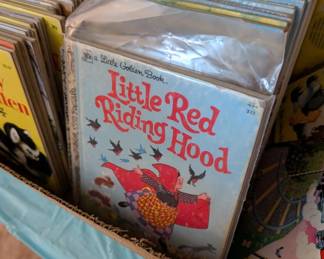 a Little Golden Book
Little Red
Riding Hood